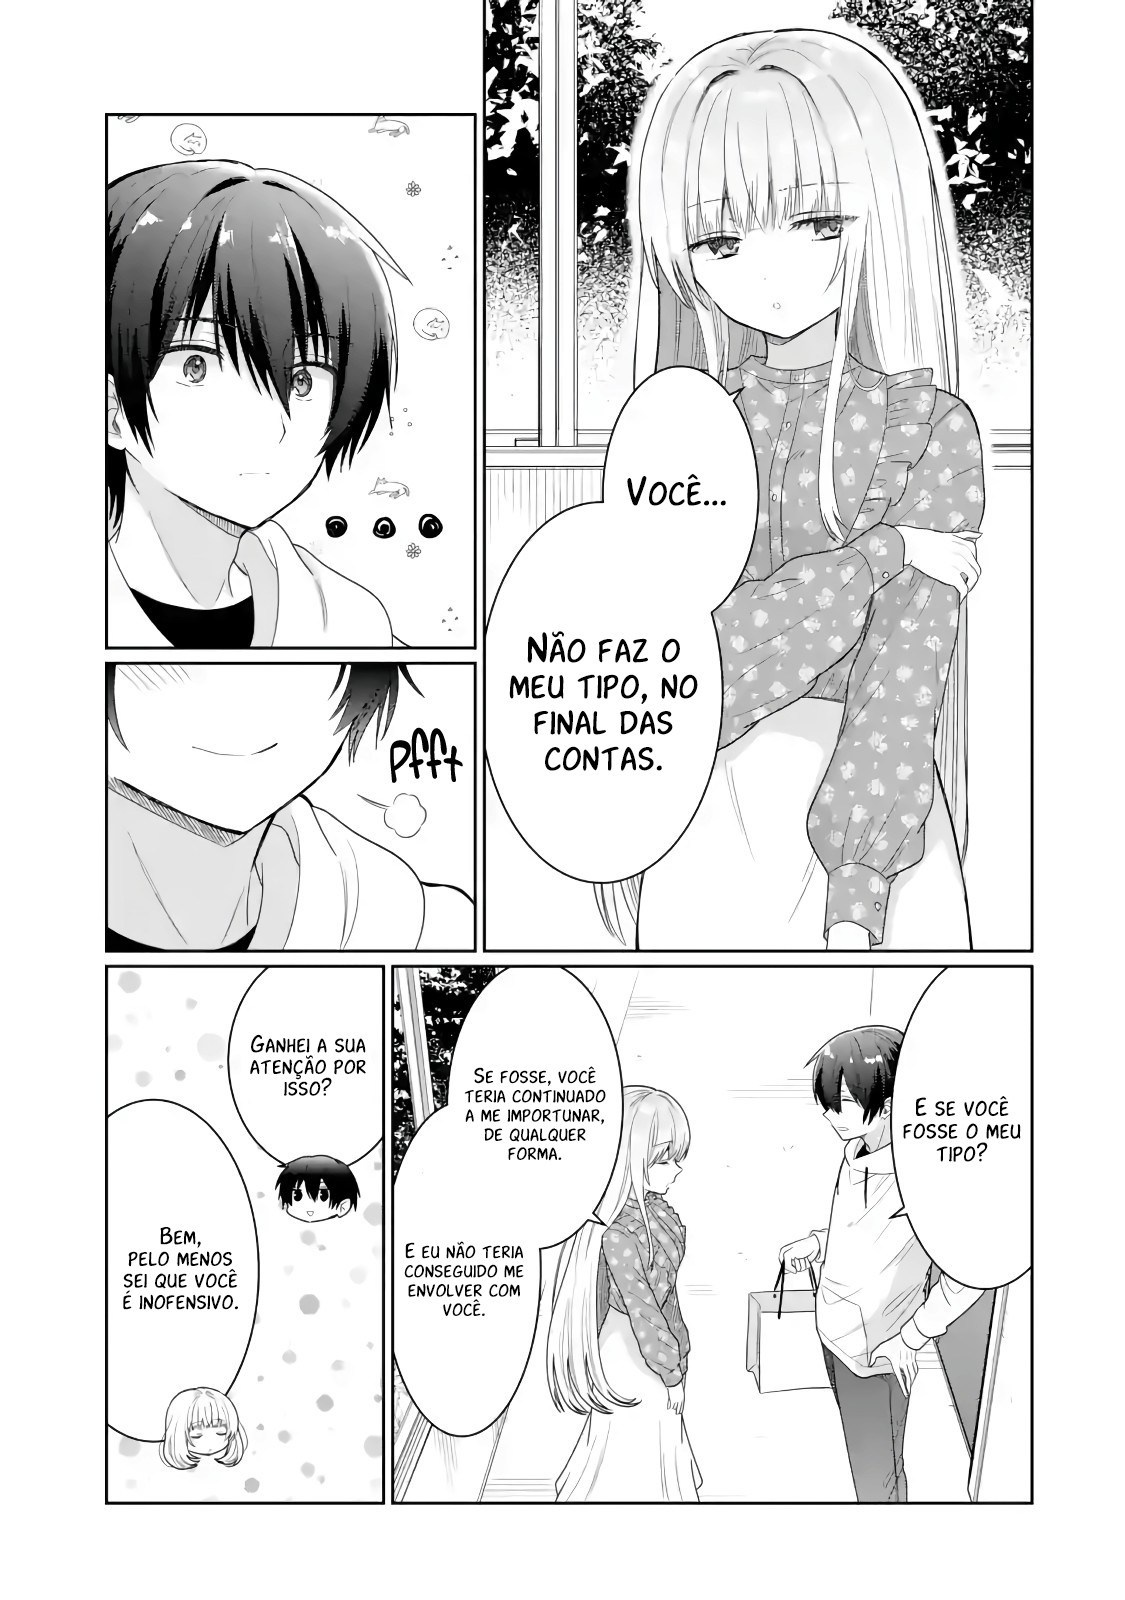 VOCÊ...
NÃO FAZ O
MEU TIPO, NO
FINAL DAS
CONTAS.
PFFT
E SE VOCÊ
FOSSE O MEU
TIPO?
SE FOSSE, VOCÊ
TERIA CONTINUADO
A ME IMPORTUNAR,
DE QUALQUER
FORMA.
E EU NÃO TERIA
CONSEGUIDO ME
ENVOLVER COM
VOCÊ.
GANHEI A SUA
ATENÇÃO POR
ISSO?
BEM,
PELO MENOS
SEI QUE VOCÊ
É INOFENSIVO.